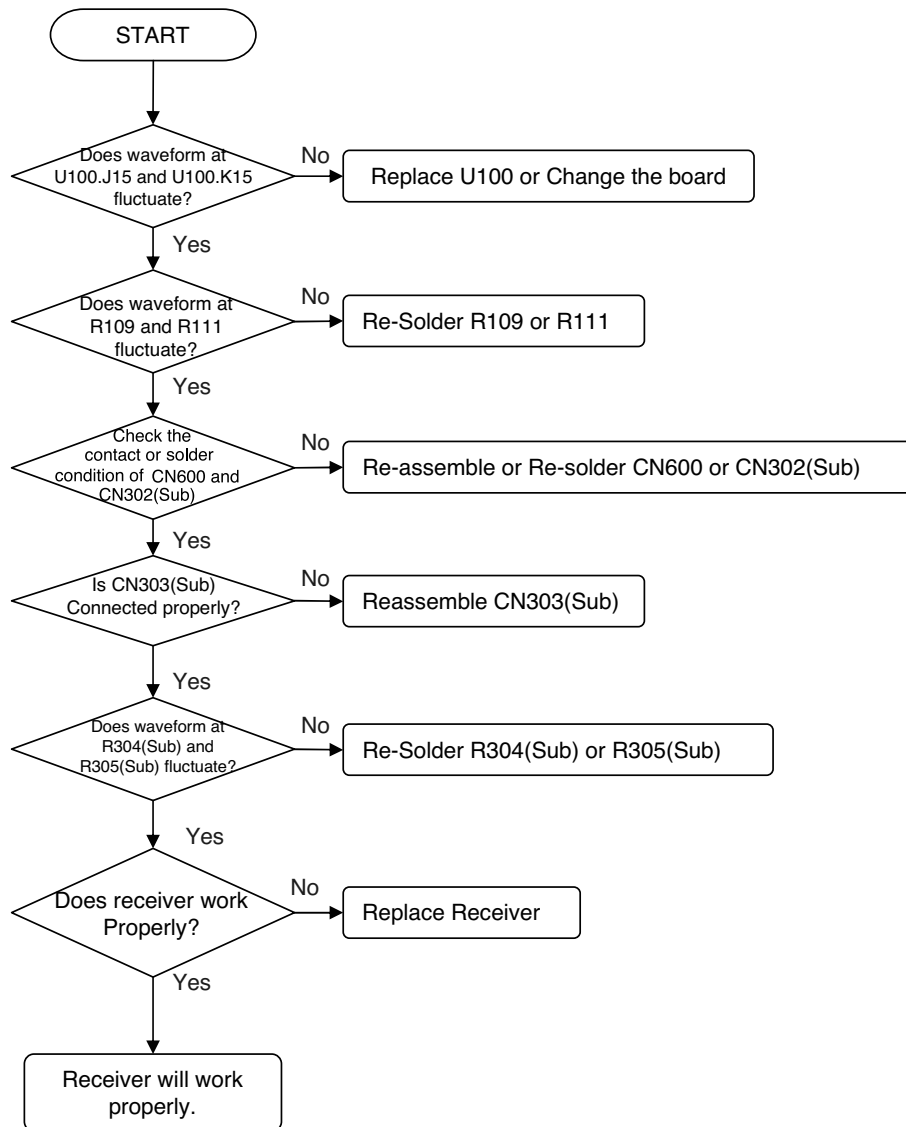 START
Does waveform at
U100.J15 and U100.K15
fluctuate?
No
Replace U100 or Change the board
Yes
Does waveform at
R109 and R111
fluctuate?
No
Re-Solder R109 or R111
Yes
Check the
contact or solder
condition of CN600 and
CN302(Sub)
No
Re-assemble or Re-solder CN600 or CN302(Sub)
Yes
Is CN303(Sub)
Connected properly?
No
Reassemble CN303(Sub)
Yes
Does waveform at
R304(Sub) and
R305(Sub) fluctuate?
No
Re-Solder R304(Sub) or R305(Sub)
Yes
Does receiver work
Properly?
No
Replace Receiver
Yes
Receiver will work
properly.